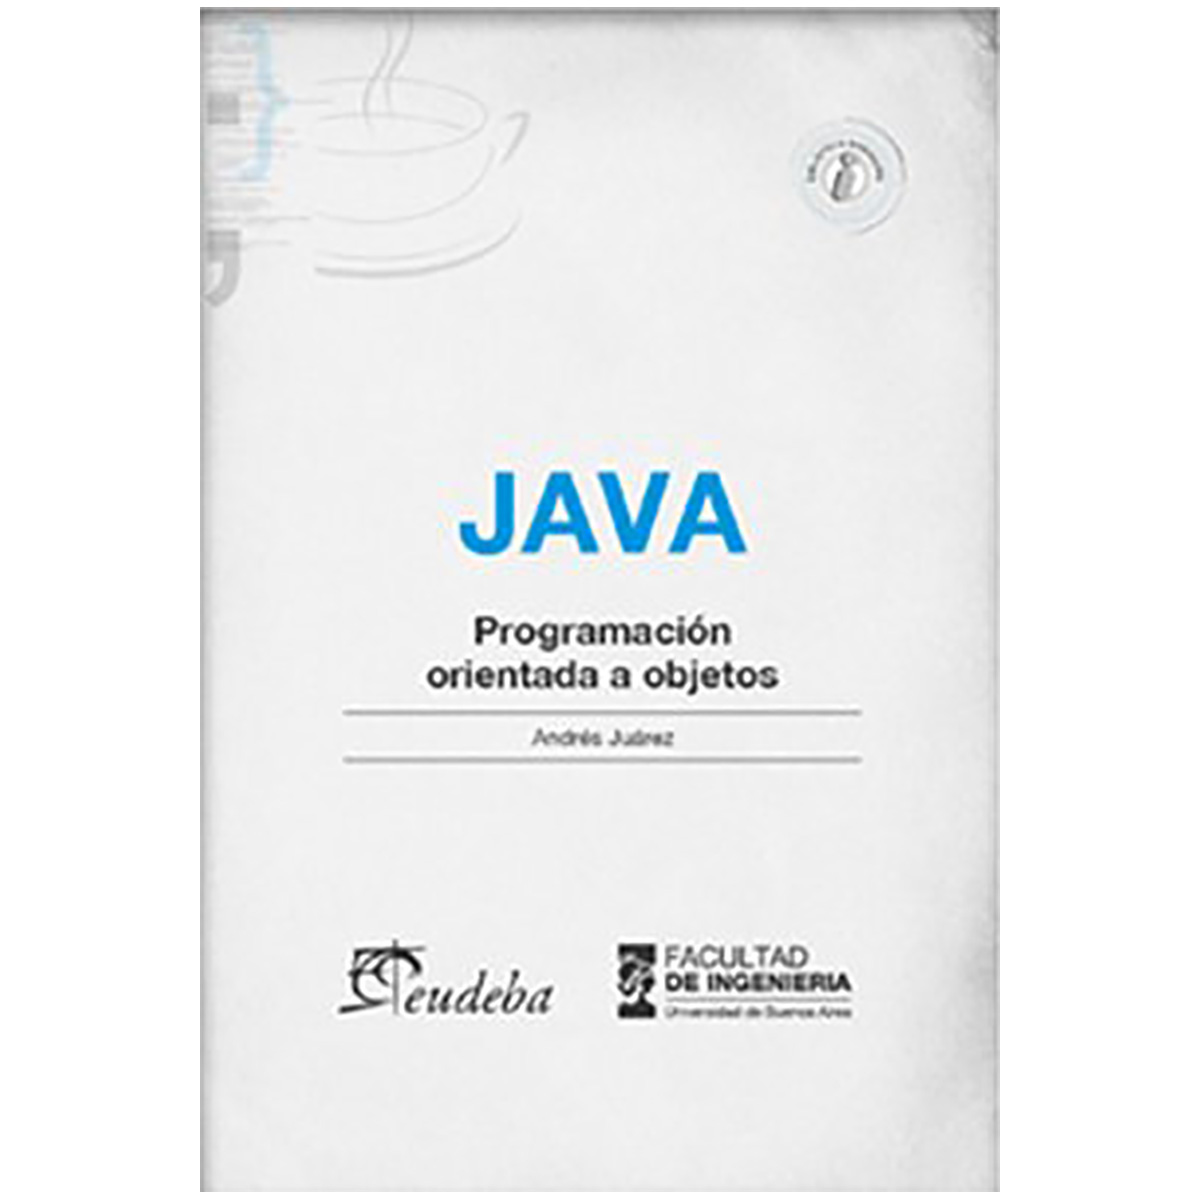 JAVA
Programación
orientada a objetos
Andrés Juárez
eudeba
FACULTAD
DE INGENIERIA
Universidad de Buenos Aires